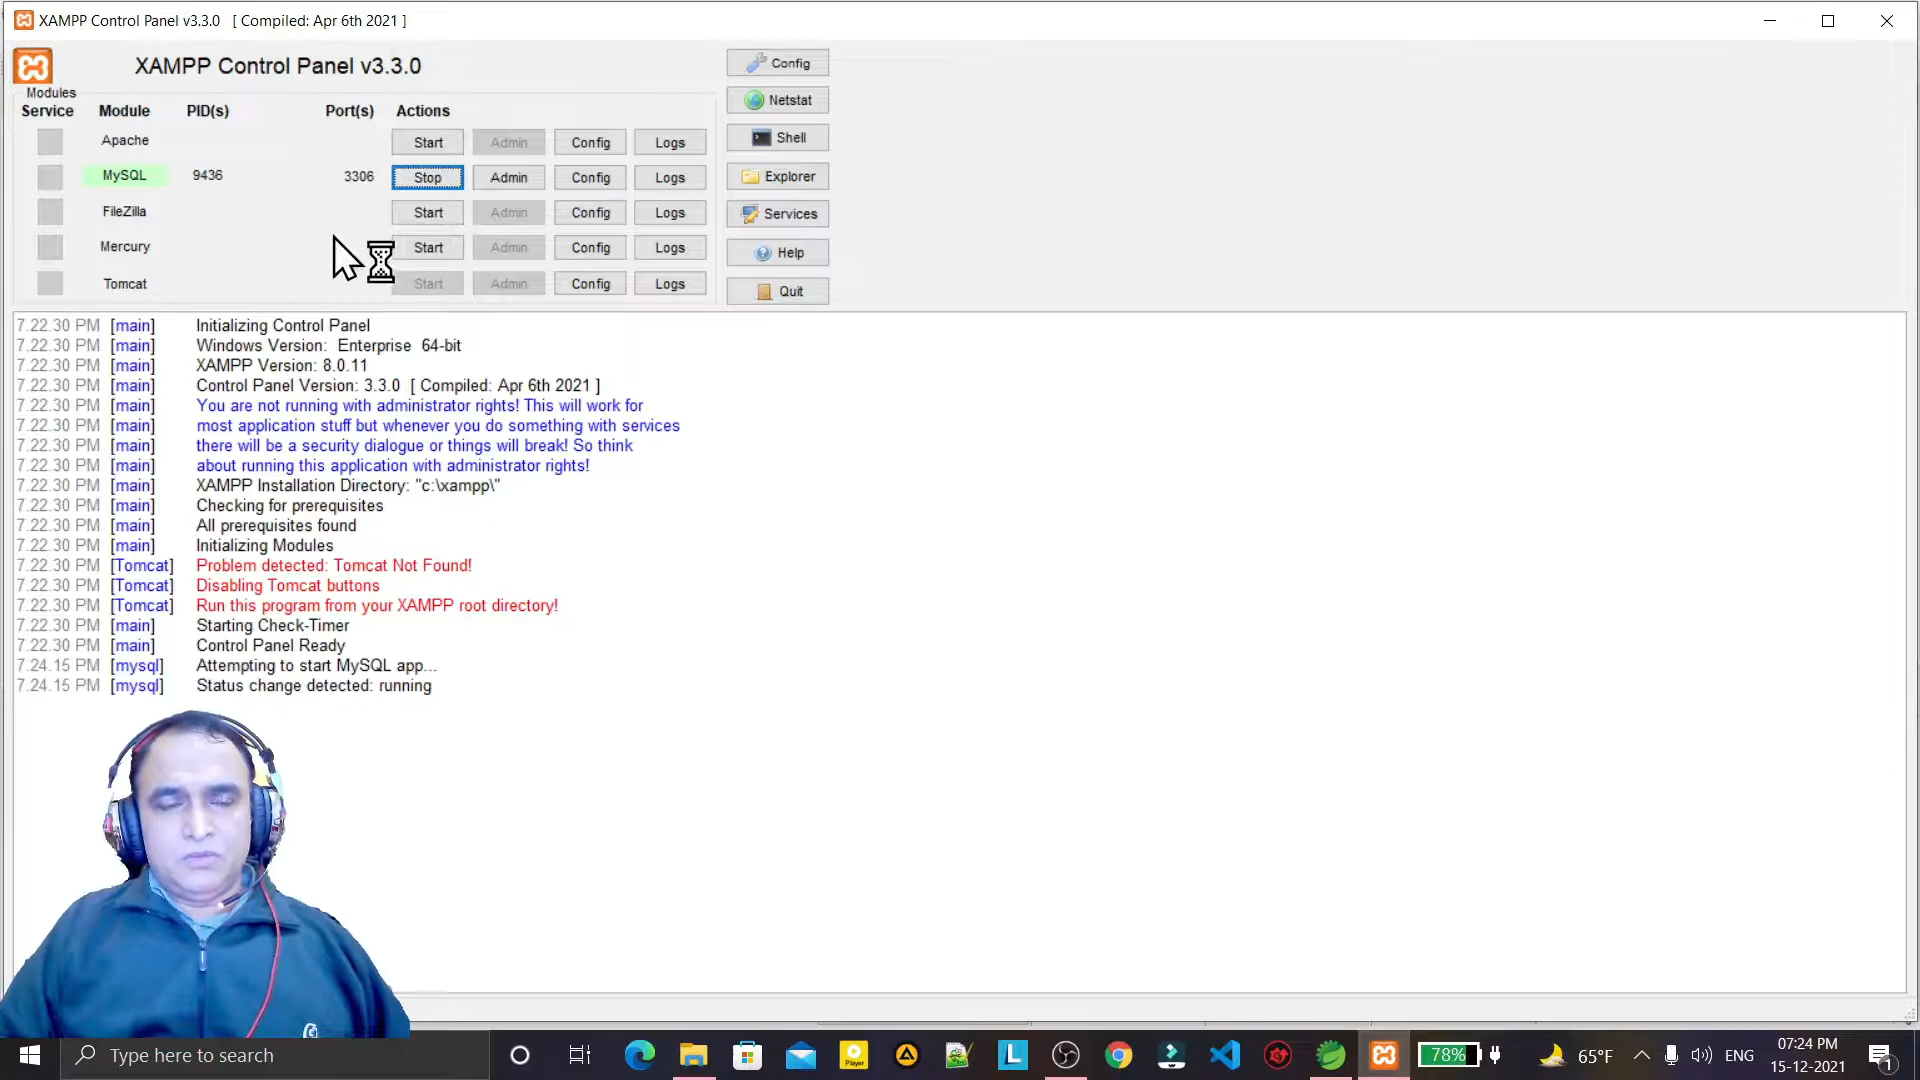 XAMPP Control Panel v3.3.0 [ Compiled: Apr 6th 2021 ]
XAMPP Control Panel v3.3.0
Config
Modules
Netstat
Service Module PID(s) Port(s) Actions
Apache Start Admin Config Logs
Shell
MySQL 9436 3306 Stop Admin Config Logs
Explorer
FileZilla Start Admin Config Logs
Services
Mercury Start Admin Config Logs
Help
Tomcat Start Admin Config Logs
Quit
7.22.30 PM [main] Initializing Control Panel
7.22.30 PM [main] Windows Version: Enterprise 64-bit
7.22.30 PM [main] XAMPP Version: 8.0.11
7.22.30 PM [main] Control Panel Version: 3.3.0 [ Compiled: Apr 6th 2021 ]
7.22.30 PM [main] You are not running with administrator rights! This will work for
7.22.30 PM [main] most application stuff but whenever you do something with services
7.22.30 PM [main] there will be a security dialogue or things will break! So think
7.22.30 PM [main] about running this application with administrator rights!
7.22.30 PM [main] XAMPP Installation Directory: "c:\xampp\"
7.22.30 PM [main] Checking for prerequisites
7.22.30 PM [main] All prerequisites found
7.22.30 PM [main] Initializing Modules
7.22.30 PM [Tomcat] Problem detected: Tomcat Not Found!
7.22.30 PM [Tomcat] Disabling Tomcat buttons
7.22.30 PM [Tomcat] Run this program from your XAMPP root directory!
7.22.30 PM [main] Starting Check-Timer
7.22.30 PM [main] Control Panel Ready
7.24.15 PM [mysql] Attempting to start MySQL app...
7.24.15 PM [mysql] Status change detected: running
Type here to search
Player
L
78%
65°F
ENG
07:24 PM
15-12-2021
1